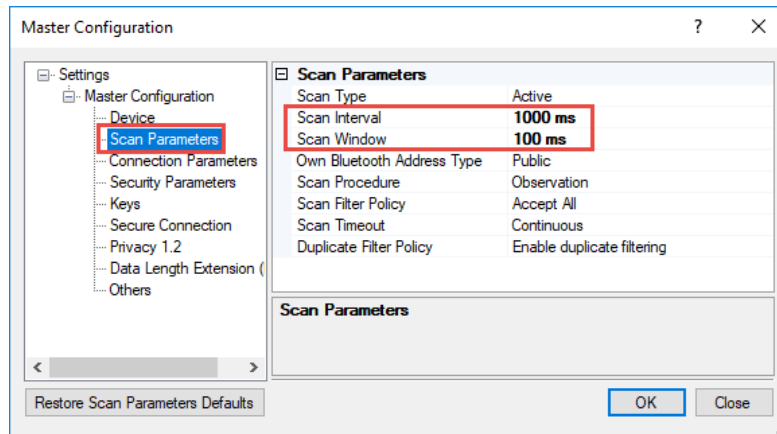 Master Configuration
? ×
Settings
Master Configuration
Device
Scan Parameters
Connection Parameters
Security Parameters
Keys
Secure Connection
Privacy 1.2
Data Length Extension (
Others
Scan Parameters
Scan Type Active
Scan Interval 1000 ms
Scan Window 100 ms
Own Bluetooth Address Type Public
Scan Procedure Observation
Scan Filter Policy Accept All
Scan Timeout Continuous
Duplicate Filter Policy Enable duplicate filtering
Scan Parameters
Restore Scan Parameters Defaults
OK Close